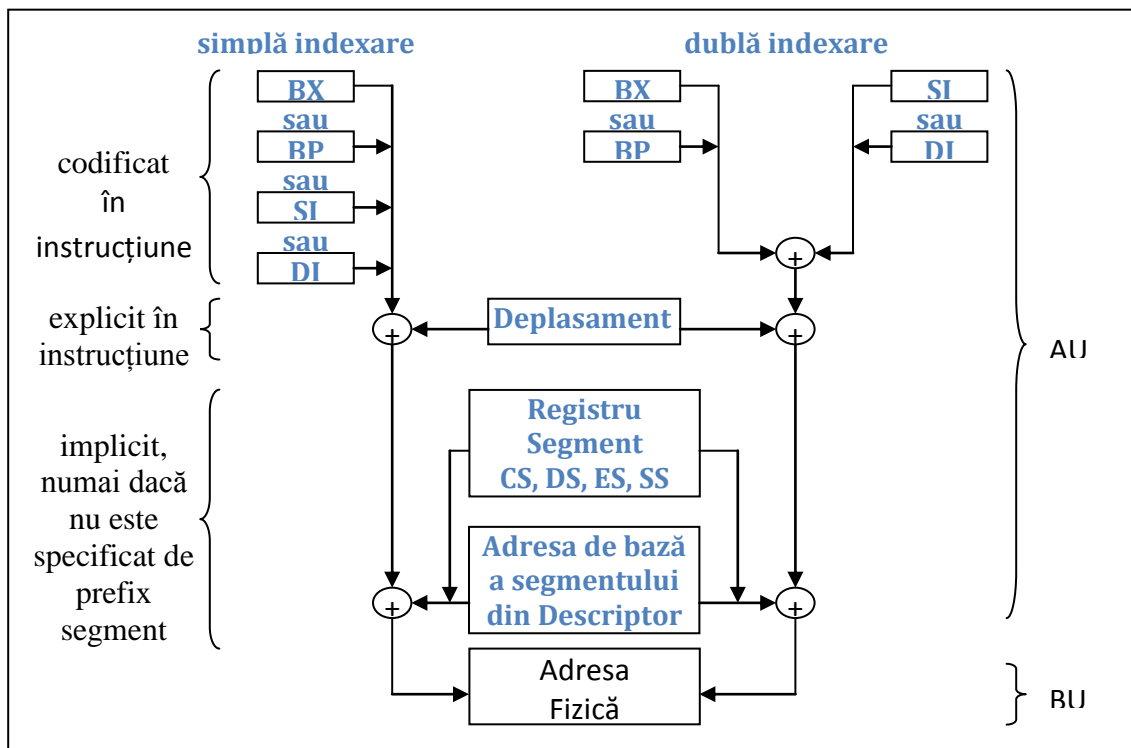 simplă indexare
dublă indexare
BX
sau
BP
sau
SI
sau
DI
BX
sau
BP
SI
sau
DI
codificat
în
instrucțiune
+
explicit în
instrucțiune
+
Deplasament
+
AU
implicit,
numai dacă
nu este
specificat de
prefix
segment
Registru
Segment
CS, DS, ES, SS
Adresa de bază
a segmentului
din Descriptor
+
+
Adresa
Fizică
BU